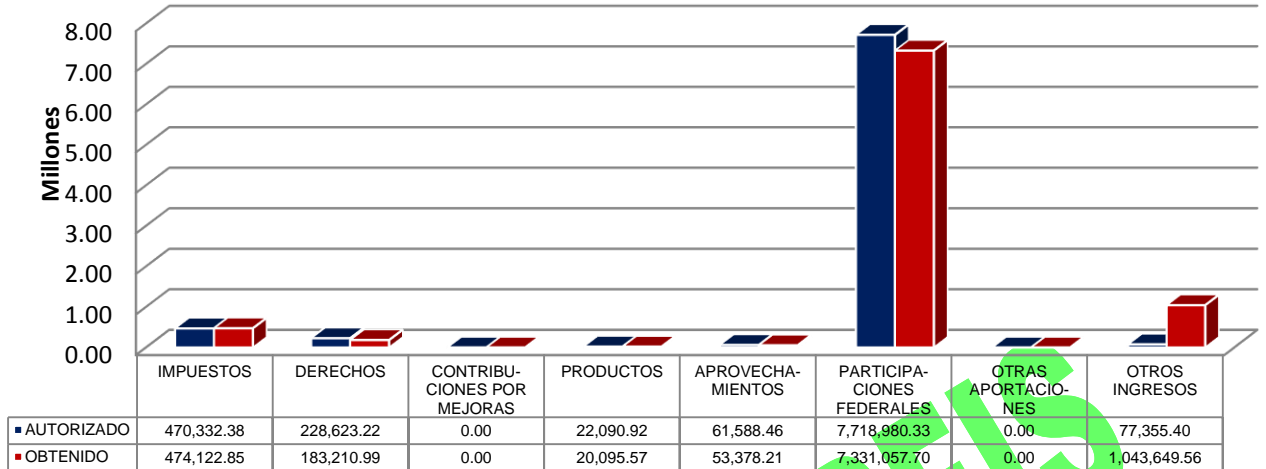 8.00
7.00
6.00
5.00
4.00
3.00
2.00
1.00
0.00
Millones
IMPUESTOS DERECHOS CONTRIBU- PRODUCTOS APROVECHA- PARTICIPA- OTRAS OTROS
CIONES POR MIENTOS CIONES APORTACIO- INGRESOS
MEJORAS FEDERALES NES
AUTORIZADO 470,332.38 228,623.22 0.00 22,090.92 61,588.46 7,718,980.33 0.00 77,355.40
OBTENIDO 474,122.85 183,210.99 0.00 20,095.57 53,378.21 7,331,057.70 0.00 1,043,649.56